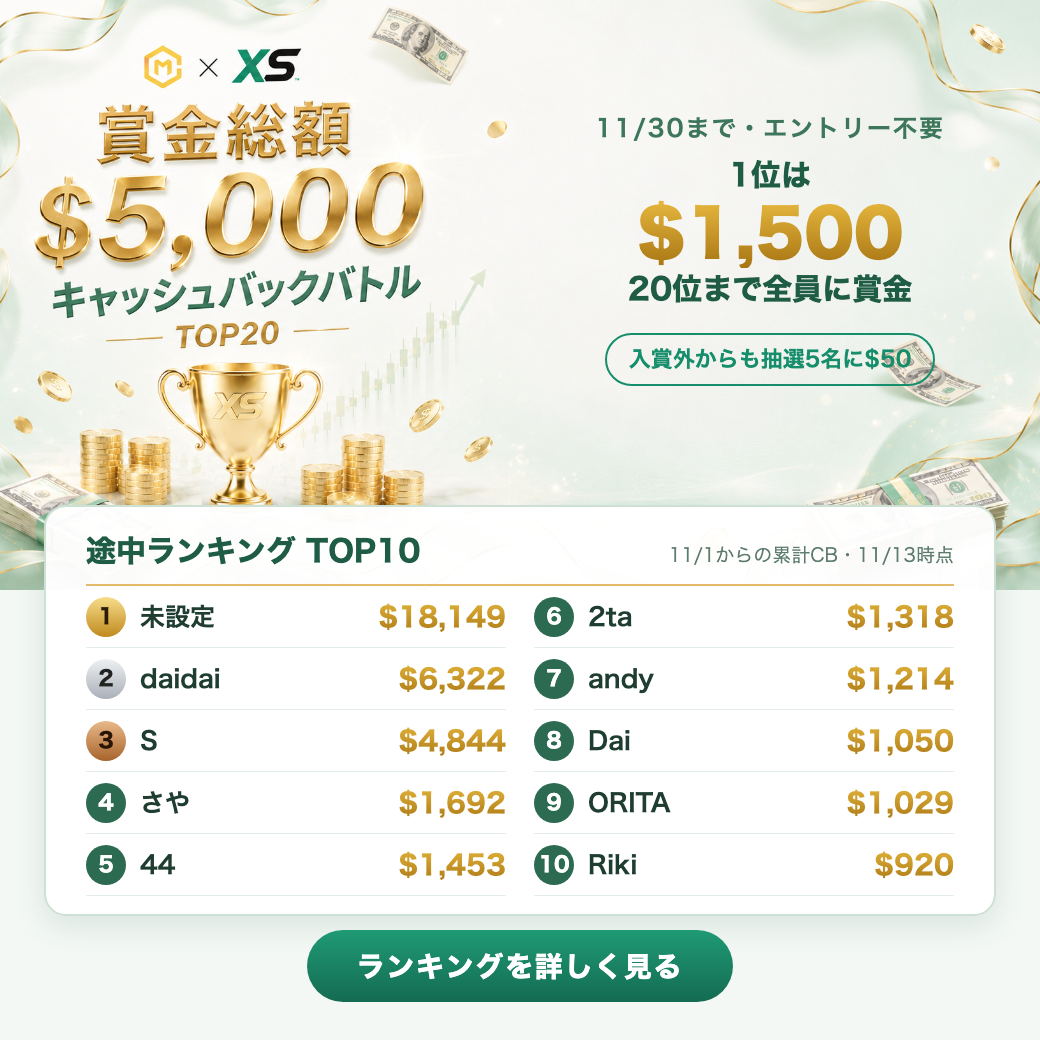 M × XS
賞金総額
$5,000
キャッシュバックバトル
TOP20
XS
11/30まで・エントリー不要
1位は
$1,500
20位まで全員に賞金
入賞外からも抽選5名に$50
途中ランキング TOP10
11/1からの累計CB・11/13時点
1 未設定 $18,149
2 daidai $6,322
3 S $4,844
4 さや $1,692
5 44 $1,453
6 2ta $1,318
7 andy $1,214
8 Dai $1,050
9 ORITA $1,029
10 Riki $920
ランキングを詳しく見る